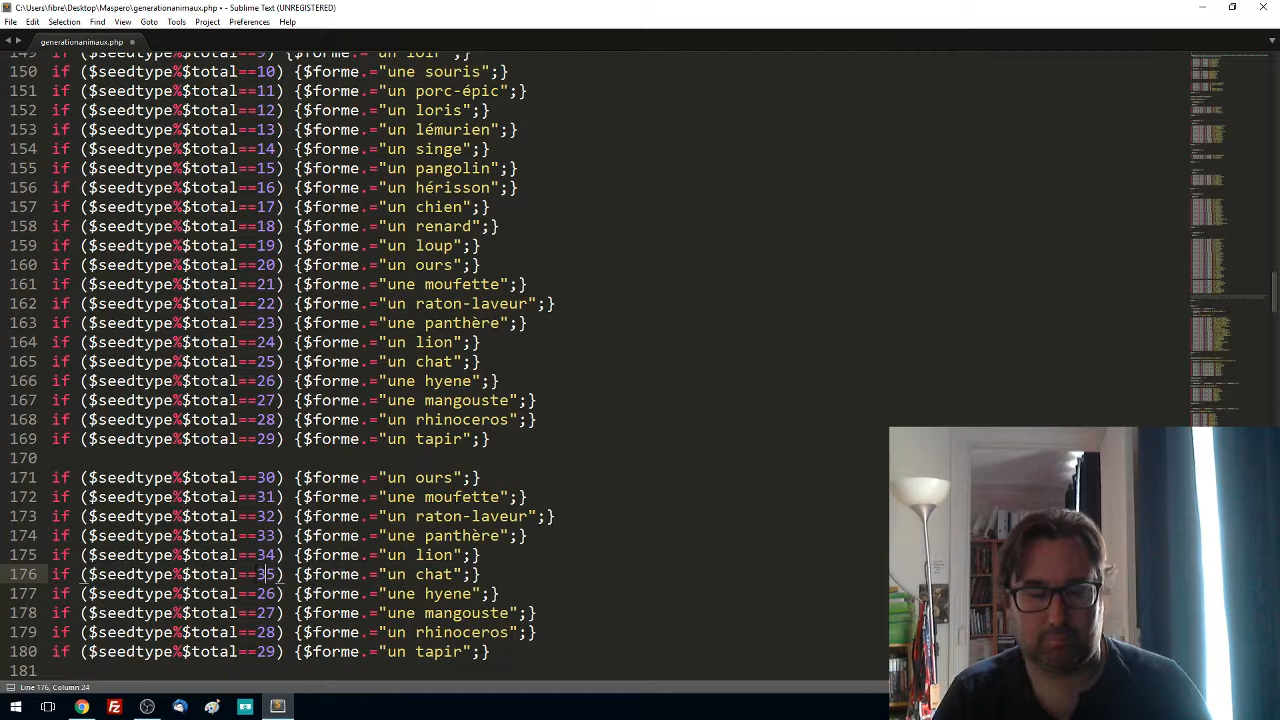 C:\Users\fibre\Desktop\Maspero\generationanimaux.php • - Sublime Text (UNREGISTERED)
File Edit Selection Find View Goto Tools Project Preferences Help
generationanimaux.php
149 if ($seedtype%$total==9) {$forme.="un loir";}
150 if ($seedtype%$total==10) {$forme.="une souris";}
151 if ($seedtype%$total==11) {$forme.="un porc-épic";}
152 if ($seedtype%$total==12) {$forme.="un loris";}
153 if ($seedtype%$total==13) {$forme.="un lémurien";}
154 if ($seedtype%$total==14) {$forme.="un singe";}
155 if ($seedtype%$total==15) {$forme.="un pangolin";}
156 if ($seedtype%$total==16) {$forme.="un hérisson";}
157 if ($seedtype%$total==17) {$forme.="un chien";}
158 if ($seedtype%$total==18) {$forme.="un renard";}
159 if ($seedtype%$total==19) {$forme.="un loup";}
160 if ($seedtype%$total==20) {$forme.="un ours";}
161 if ($seedtype%$total==21) {$forme.="une moufette";}
162 if ($seedtype%$total==22) {$forme.="un raton-laveur";}
163 if ($seedtype%$total==23) {$forme.="une panthère";}
164 if ($seedtype%$total==24) {$forme.="un lion";}
165 if ($seedtype%$total==25) {$forme.="un chat";}
166 if ($seedtype%$total==26) {$forme.="une hyene";}
167 if ($seedtype%$total==27) {$forme.="une mangouste";}
168 if ($seedtype%$total==28) {$forme.="un rhinoceros";}
169 if ($seedtype%$total==29) {$forme.="un tapir";}
170
171 if ($seedtype%$total==30) {$forme.="un ours";}
172 if ($seedtype%$total==31) {$forme.="une moufette";}
173 if ($seedtype%$total==32) {$forme.="un raton-laveur";}
174 if ($seedtype%$total==33) {$forme.="une panthère";}
175 if ($seedtype%$total==34) {$forme.="un lion";}
176 if ($seedtype%$total==35) {$forme.="un chat";}
177 if ($seedtype%$total==26) {$forme.="une hyene";}
178 if ($seedtype%$total==27) {$forme.="une mangouste";}
179 if ($seedtype%$total==28) {$forme.="un rhinoceros";}
180 if ($seedtype%$total==29) {$forme.="un tapir";}
181
Line 176, Column 24